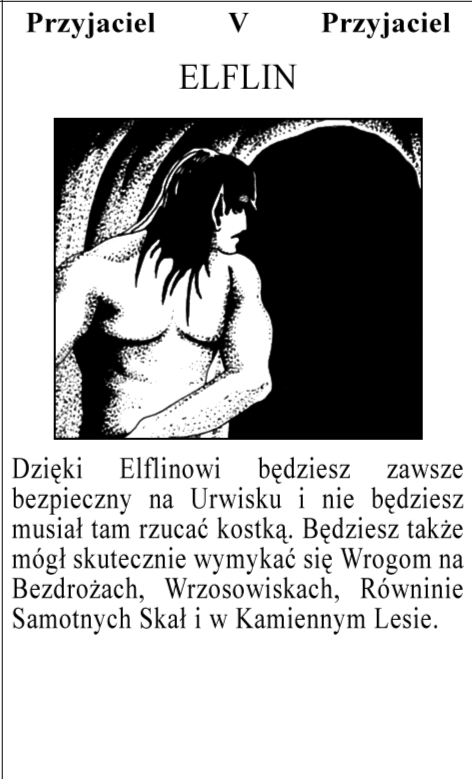 Przyjaciel V Przyjaciel
ELFLIN
Dzięki Elflinowi będziesz zawsze
bezpieczny na Urwisku i nie będziesz
musiał tam rzucać kostką. Będziesz także
mógł skutecznie wymykać się Wrogom na
Bezdrożach, Wrzosowiskach, Równinie
Samotnych Skał i w Kamiennym Lesie.